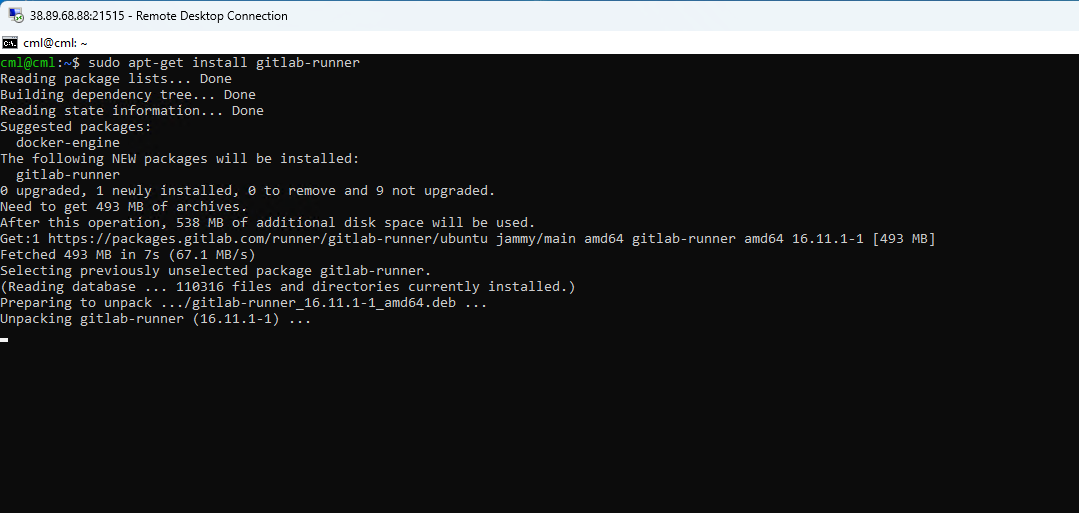 38.89.68.88:21515 - Remote Desktop Connection
C:\. cml@cml: ~
cml@cml:~$ sudo apt-get install gitlab-runner
Reading package lists... Done
Building dependency tree... Done
Reading state information... Done
Suggested packages:
  docker-engine
The following NEW packages will be installed:
  gitlab-runner
0 upgraded, 1 newly installed, 0 to remove and 9 not upgraded.
Need to get 493 MB of archives.
After this operation, 538 MB of additional disk space will be used.
Get:1 https://packages.gitlab.com/runner/gitlab-runner/ubuntu jammy/main amd64 gitlab-runner amd64 16.11.1-1 [493 MB]
Fetched 493 MB in 7s (67.1 MB/s)
Selecting previously unselected package gitlab-runner.
(Reading database ... 110316 files and directories currently installed.)
Preparing to unpack .../gitlab-runner_16.11.1-1_amd64.deb ...
Unpacking gitlab-runner (16.11.1-1) ...